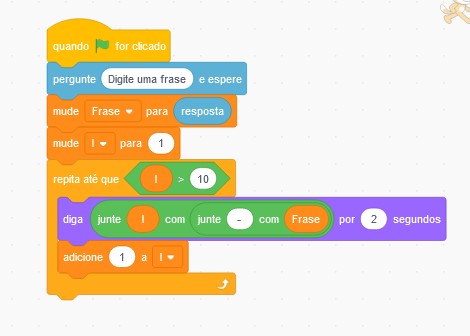 quando for clicado
pergunte Digite uma frase e espere
mude Frase para resposta
mude I para 1
repita até que I > 10
diga junte I com junte - com Frase por 2 segundos
adicione 1 a I